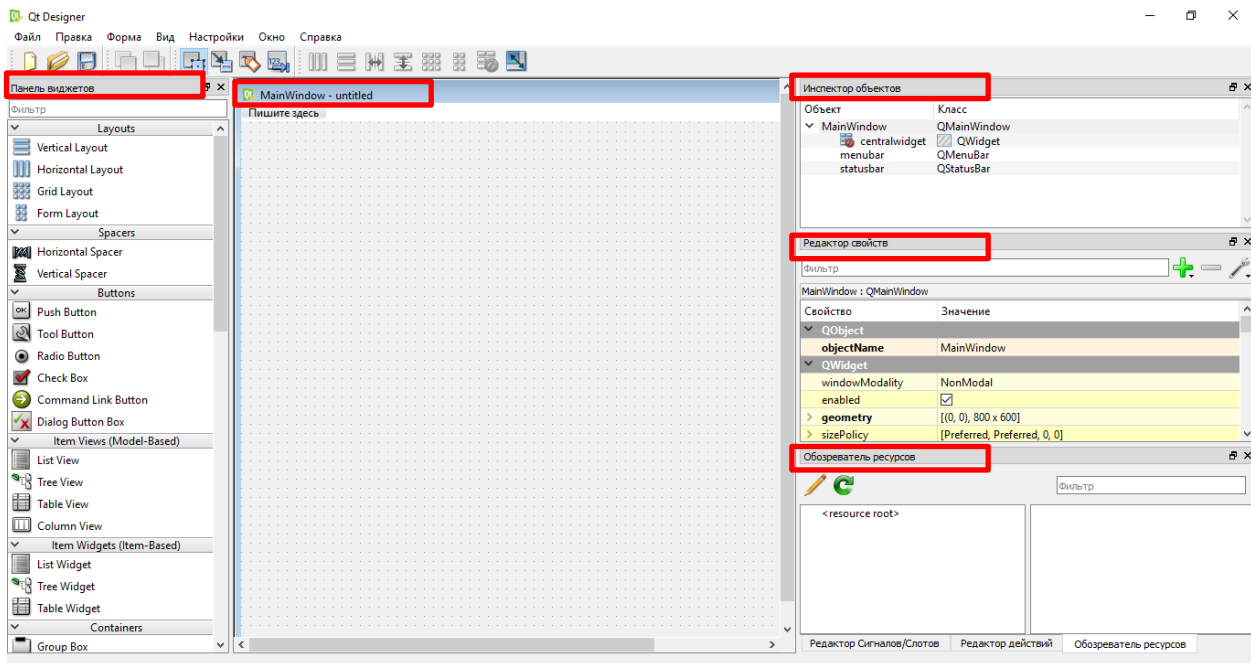 Qt Designer
Файл Правка Форма Вид Настройки Окно Справка
123
Панель виджетов
Фильтр
Layouts
Vertical Layout
Horizontal Layout
Grid Layout
Form Layout
Spacers
Horizontal Spacer
Vertical Spacer
Buttons
OK Push Button
Tool Button
Radio Button
Check Box
Command Link Button
Dialog Button Box
Item Views (Model-Based)
List View
Tree View
Table View
Column View
Item Widgets (Item-Based)
List Widget
Tree Widget
Table Widget
Containers
Group Box
MainWindow - untitled
Пишите здесь
Инспектор объектов
Объект Класс
MainWindow QMainWindow
centralwidget QWidget
menubar QMenuBar
statusbar QStatusBar
Редактор свойств
Фильтр
MainWindow : QMainWindow
Свойство Значение
QObject
objectName MainWindow
QWidget
windowModality NonModal
enabled
geometry [(0, 0), 800 x 600]
sizePolicy [Preferred, Preferred, 0, 0]
Обозреватель ресурсов
Фильтр
<resource root>
Редактор Сигналов/Слотов Редактор действий Обозреватель ресурсов